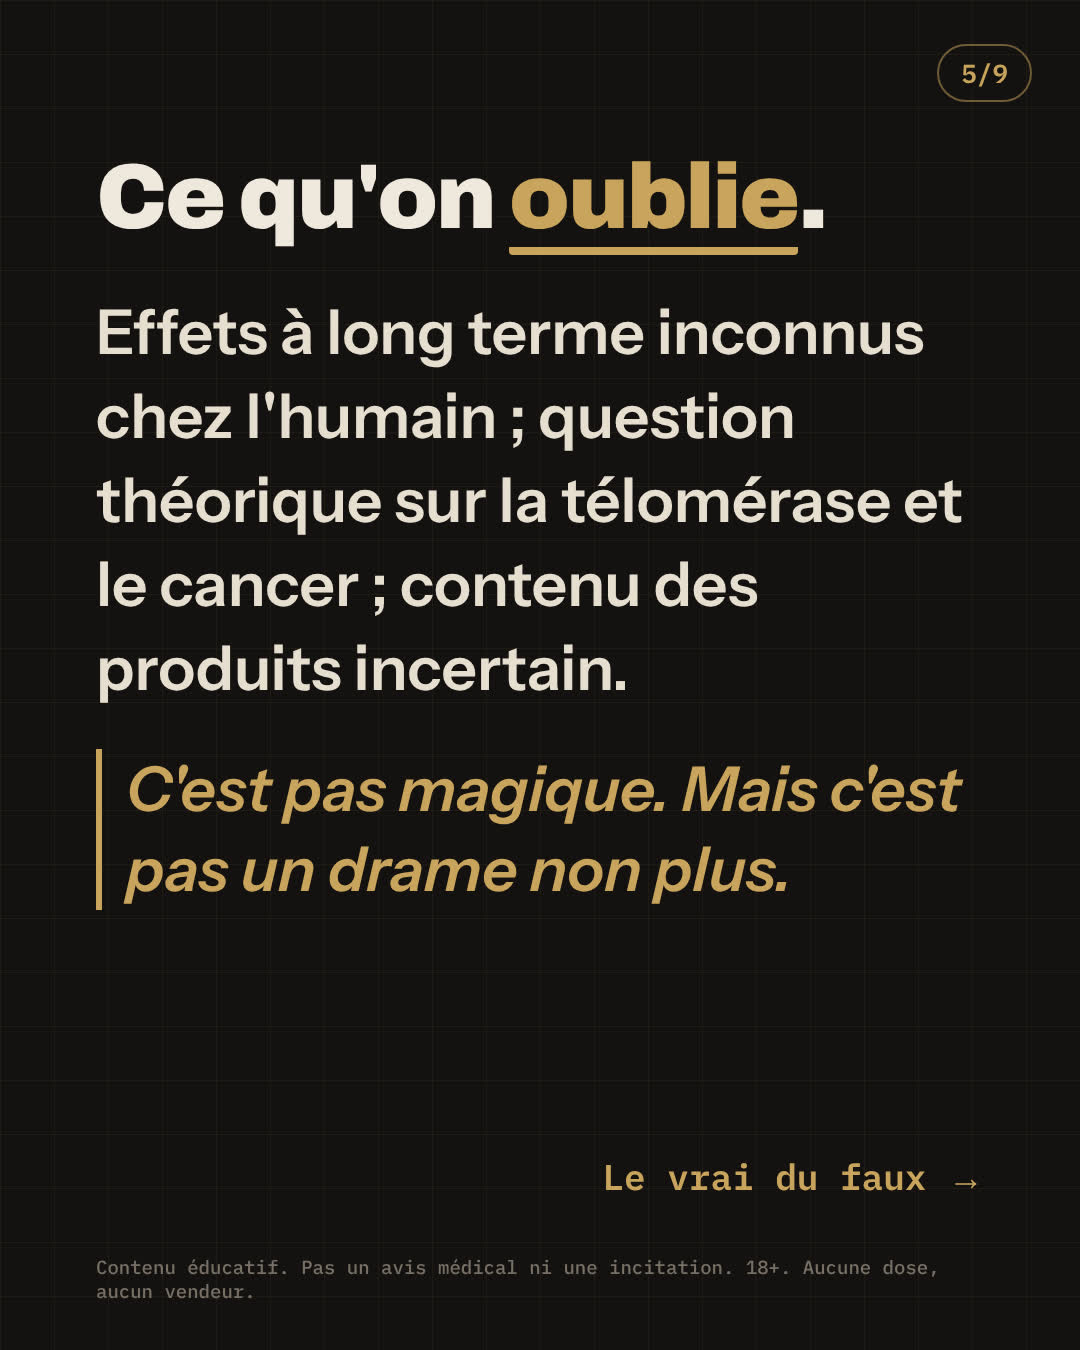 5/9
Ce qu'on oublie.
Effets à long terme inconnus
chez l'humain ; question
théorique sur la télomérase et
le cancer ; contenu des
produits incertain.
C'est pas magique. Mais c'est
pas un drame non plus.
Le vrai du faux →
Contenu éducatif. Pas un avis médical ni une incitation. 18+. Aucune dose,
aucun vendeur.